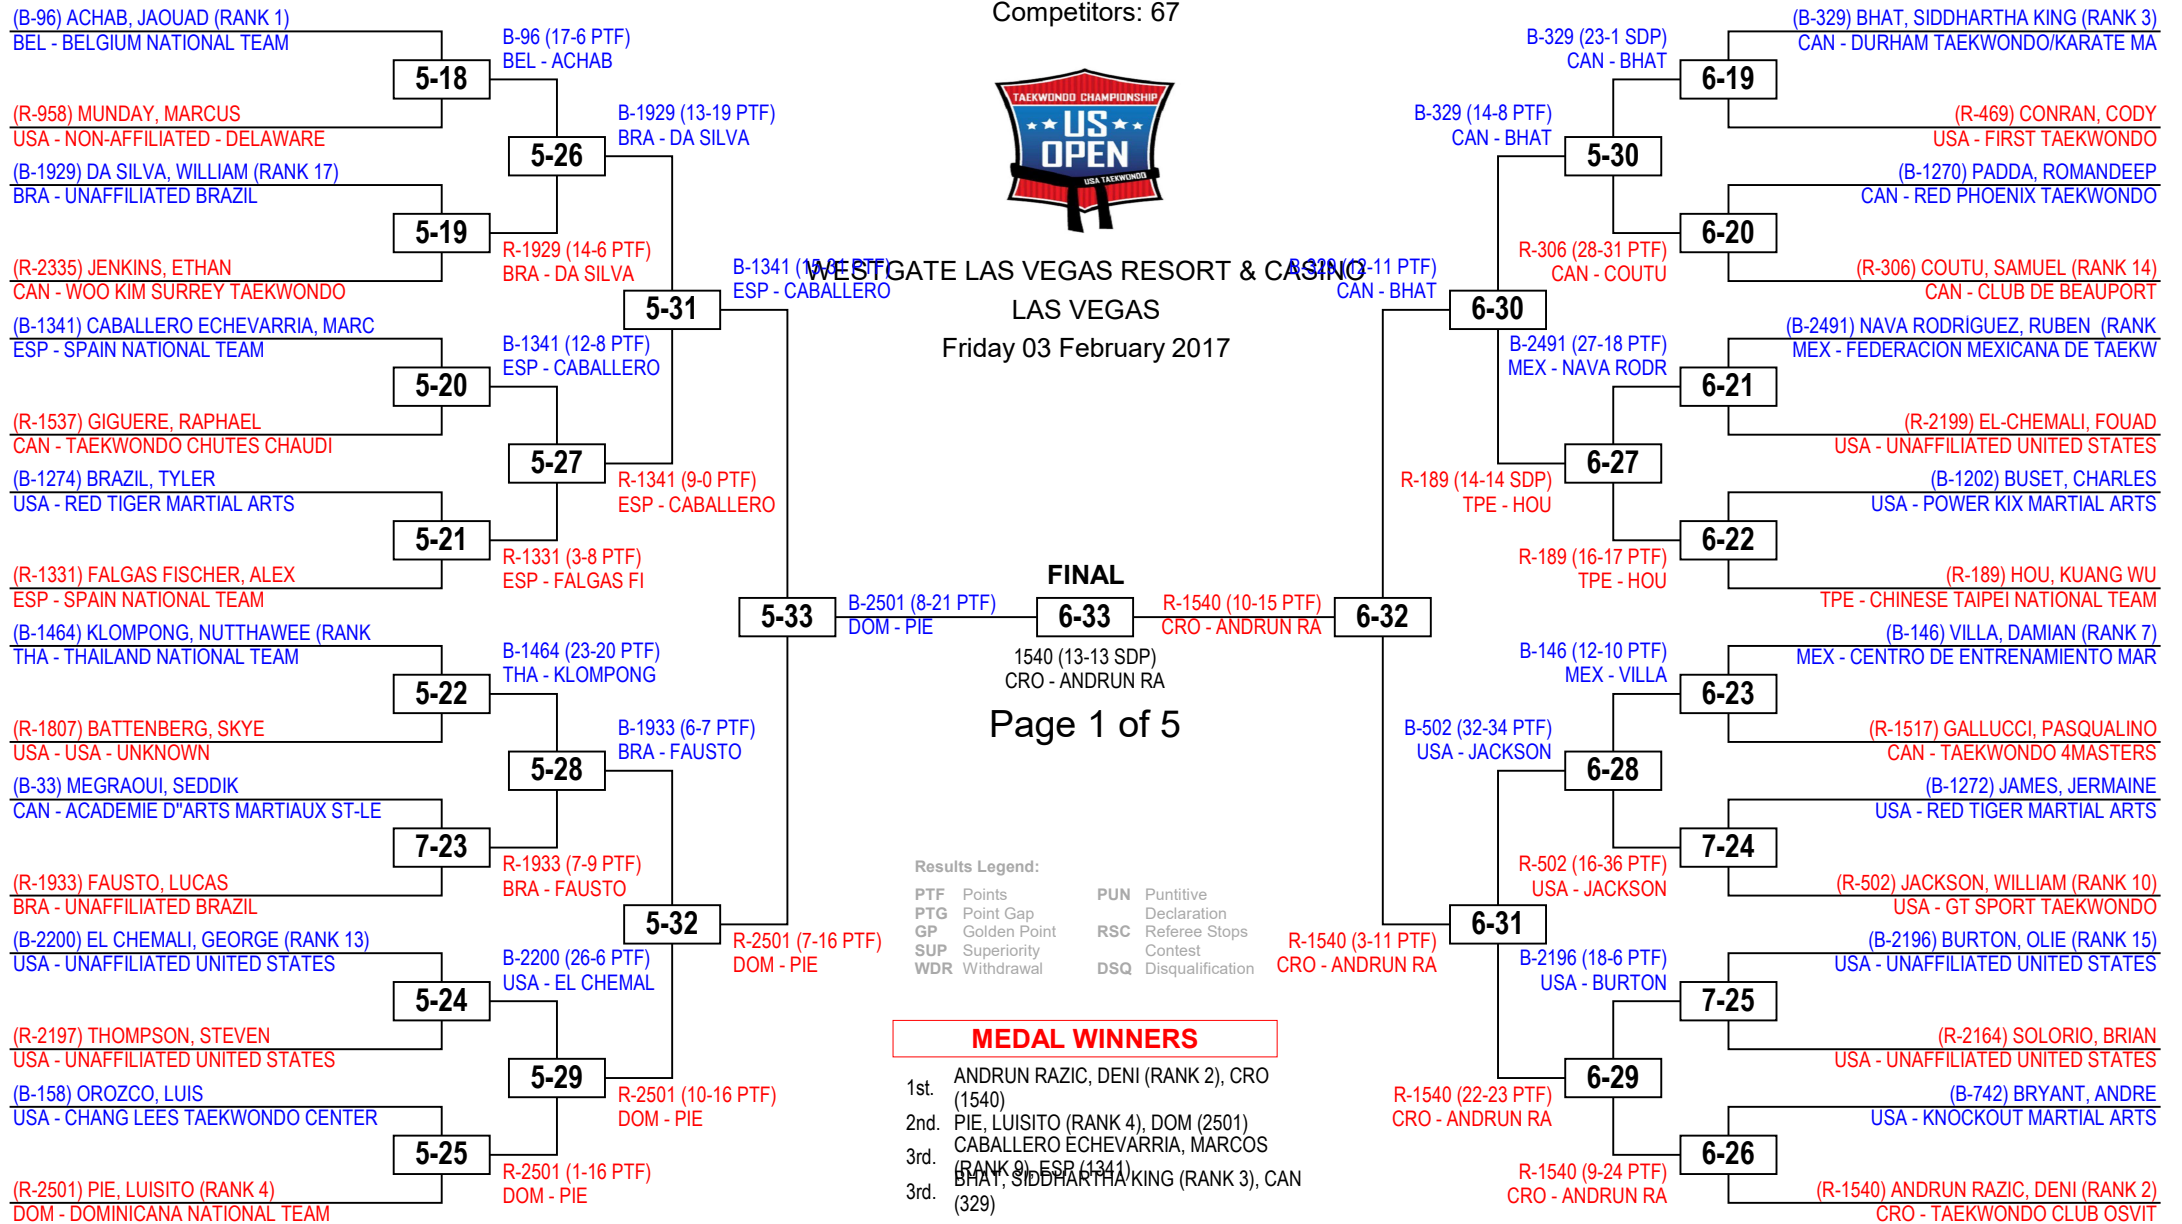 Competitors: 67
TAEKWONDO CHAMPIONSHIP
US
OPEN
USA TAEKWONDO
WESTGATE LAS VEGAS RESORT & CASINO
LAS VEGAS
Friday 03 February 2017
(B-96) ACHAB, JAOUAD (RANK 1)
BEL - BELGIUM NATIONAL TEAM
5-18
(R-958) MUNDAY, MARCUS
USA - NON-AFFILIATED - DELAWARE
(B-1929) DA SILVA, WILLIAM (RANK 17)
BRA - UNAFFILIATED BRAZIL
5-19
(R-2335) JENKINS, ETHAN
CAN - WOO KIM SURREY TAEKWONDO
(B-1341) CABALLERO ECHEVARRIA, MARC
ESP - SPAIN NATIONAL TEAM
5-20
(R-1537) GIGUERE, RAPHAEL
CAN - TAEKWONDO CHUTES CHAUDI
(B-1274) BRAZIL, TYLER
USA - RED TIGER MARTIAL ARTS
5-21
(R-1331) FALGAS FISCHER, ALEX
ESP - SPAIN NATIONAL TEAM
(B-1464) KLOMPONG, NUTTHAWEE (RANK
THA - THAILAND NATIONAL TEAM
5-22
(R-1807) BATTENBERG, SKYE
USA - USA - UNKNOWN
(B-33) MEGRAOUI, SEDDIK
CAN - ACADEMIE D"ARTS MARTIAUX ST-LE
7-23
(R-1933) FAUSTO, LUCAS
BRA - UNAFFILIATED BRAZIL
(B-2200) EL CHEMALI, GEORGE (RANK 13)
USA - UNAFFILIATED UNITED STATES
5-24
(R-2197) THOMPSON, STEVEN
USA - UNAFFILIATED UNITED STATES
(B-158) OROZCO, LUIS
USA - CHANG LEES TAEKWONDO CENTER
5-25
(R-2501) PIE, LUISITO (RANK 4)
DOM - DOMINICANA NATIONAL TEAM
B-96 (17-6 PTF)
BEL - ACHAB
5-26
R-1929 (14-6 PTF)
BRA - DA SILVA
B-1341 (12-8 PTF)
ESP - CABALLERO
5-27
R-1331 (3-8 PTF)
ESP - FALGAS FI
B-1464 (23-20 PTF)
THA - KLOMPONG
5-28
R-1933 (7-9 PTF)
BRA - FAUSTO
B-2200 (26-6 PTF)
USA - EL CHEMAL
5-29
R-2501 (1-16 PTF)
DOM - PIE
B-1929 (13-19 PTF)
BRA - DA SILVA
5-31
R-1341 (9-0 PTF)
ESP - CABALLERO
B-1933 (6-7 PTF)
BRA - FAUSTO
5-32
R-2501 (10-16 PTF)
DOM - PIE
B-1341 (15-31 PTF)
ESP - CABALLERO
5-33
R-2501 (7-16 PTF)
DOM - PIE
B-2501 (8-21 PTF)
DOM - PIE
FINAL
6-33
1540 (13-13 SDP)
CRO - ANDRUN RA
Page 1 of 5
R-1540 (10-15 PTF)
CRO - ANDRUN RA
B-329 (12-11 PTF)
CAN - BHAT
6-32
R-1540 (3-11 PTF)
CRO - ANDRUN RA
B-329 (14-8 PTF)
CAN - BHAT
6-30
R-189 (14-14 SDP)
TPE - HOU
B-502 (32-34 PTF)
USA - JACKSON
6-31
R-1540 (22-23 PTF)
CRO - ANDRUN RA
B-329 (23-1 SDP)
CAN - BHAT
5-30
R-306 (28-31 PTF)
CAN - COUTU
B-2491 (27-18 PTF)
MEX - NAVA RODR
6-27
R-189 (16-17 PTF)
TPE - HOU
B-146 (12-10 PTF)
MEX - VILLA
6-28
R-502 (16-36 PTF)
USA - JACKSON
B-2196 (18-6 PTF)
USA - BURTON
6-29
R-1540 (9-24 PTF)
CRO - ANDRUN RA
(B-329) BHAT, SIDDHARTHA KING (RANK 3)
CAN - DURHAM TAEKWONDO/KARATE MA
6-19
(R-469) CONRAN, CODY
USA - FIRST TAEKWONDO
(B-1270) PADDA, ROMANDEEP
CAN - RED PHOENIX TAEKWONDO
6-20
(R-306) COUTU, SAMUEL (RANK 14)
CAN - CLUB DE BEAUPORT
(B-2491) NAVA RODRÍGUEZ, RUBEN (RANK
MEX - FEDERACION MEXICANA DE TAEKW
6-21
(R-2199) EL-CHEMALI, FOUAD
USA - UNAFFILIATED UNITED STATES
(B-1202) BUSET, CHARLES
USA - POWER KIX MARTIAL ARTS
6-22
(R-189) HOU, KUANG WU
TPE - CHINESE TAIPEI NATIONAL TEAM
(B-146) VILLA, DAMIAN (RANK 7)
MEX - CENTRO DE ENTRENAMIENTO MAR
6-23
(R-1517) GALLUCCI, PASQUALINO
CAN - TAEKWONDO 4MASTERS
(B-1272) JAMES, JERMAINE
USA - RED TIGER MARTIAL ARTS
7-24
(R-502) JACKSON, WILLIAM (RANK 10)
USA - GT SPORT TAEKWONDO
(B-2196) BURTON, OLIE (RANK 15)
USA - UNAFFILIATED UNITED STATES
7-25
(R-2164) SOLORIO, BRIAN
USA - UNAFFILIATED UNITED STATES
(B-742) BRYANT, ANDRE
USA - KNOCKOUT MARTIAL ARTS
6-26
(R-1540) ANDRUN RAZIC, DENI (RANK 2)
CRO - TAEKWONDO CLUB OSVIT
Results Legend:
PTF Points
PTG Point Gap
GP Golden Point
SUP Superiority
WDR Withdrawal
PUN Puntitive
Declaration
RSC Referee Stops
Contest
DSQ Disqualification
MEDAL WINNERS
1st. ANDRUN RAZIC, DENI (RANK 2), CRO
(1540)
2nd. PIE, LUISITO (RANK 4), DOM (2501)
3rd. CABALLERO ECHEVARRIA, MARCOS
(RANK 9), ESP (1341)
3rd. BHAT, SIDDHARTHA KING (RANK 3), CAN
(329)